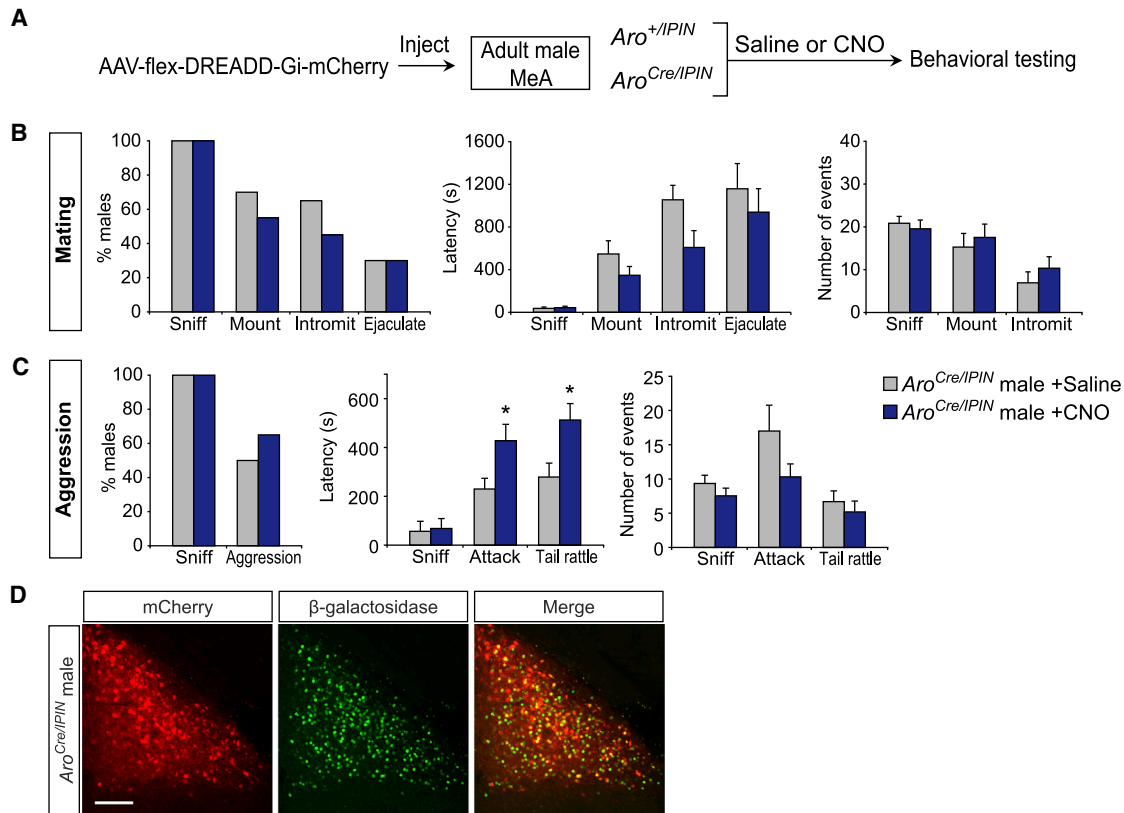 A
AAV-flex-DREADD-Gi-mCherry
Inject
Adult male
MeA
Aro+/IPIN
AroCre/IPIN
Saline or CNO
Behavioral testing
B
Mating
% males
100
80
60
40
20
0
Sniff
Mount
Intromit
Ejaculate
Latency (s)
1600
1200
800
400
0
Sniff
Mount
Intromit
Ejaculate
Number of events
40
30
20
10
0
Sniff
Mount
Intromit
C
Aggression
% males
100
80
60
40
20
0
Sniff
Aggression
Latency (s)
600
400
200
0
*
*
Sniff
Attack
Tail rattle
Number of events
25
20
15
10
5
0
Sniff
Attack
Tail rattle
AroCre/IPIN male +Saline
AroCre/IPIN male +CNO
D
mCherry
β-galactosidase
Merge
AroCre/IPIN male